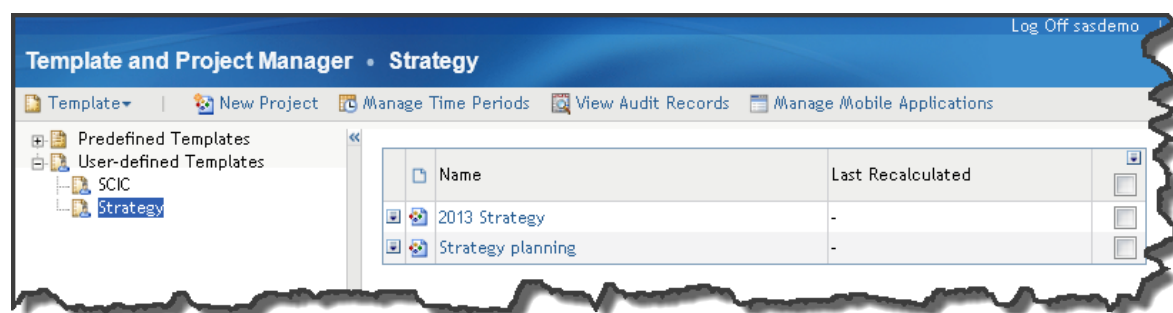 Log Off sasdemo
Template and Project Manager • Strategy
Template New Project Manage Time Periods View Audit Records Manage Mobile Applications
Predefined Templates
User-defined Templates
SCIC
Strategy
Name Last Recalculated
2013 Strategy -
Strategy planning -